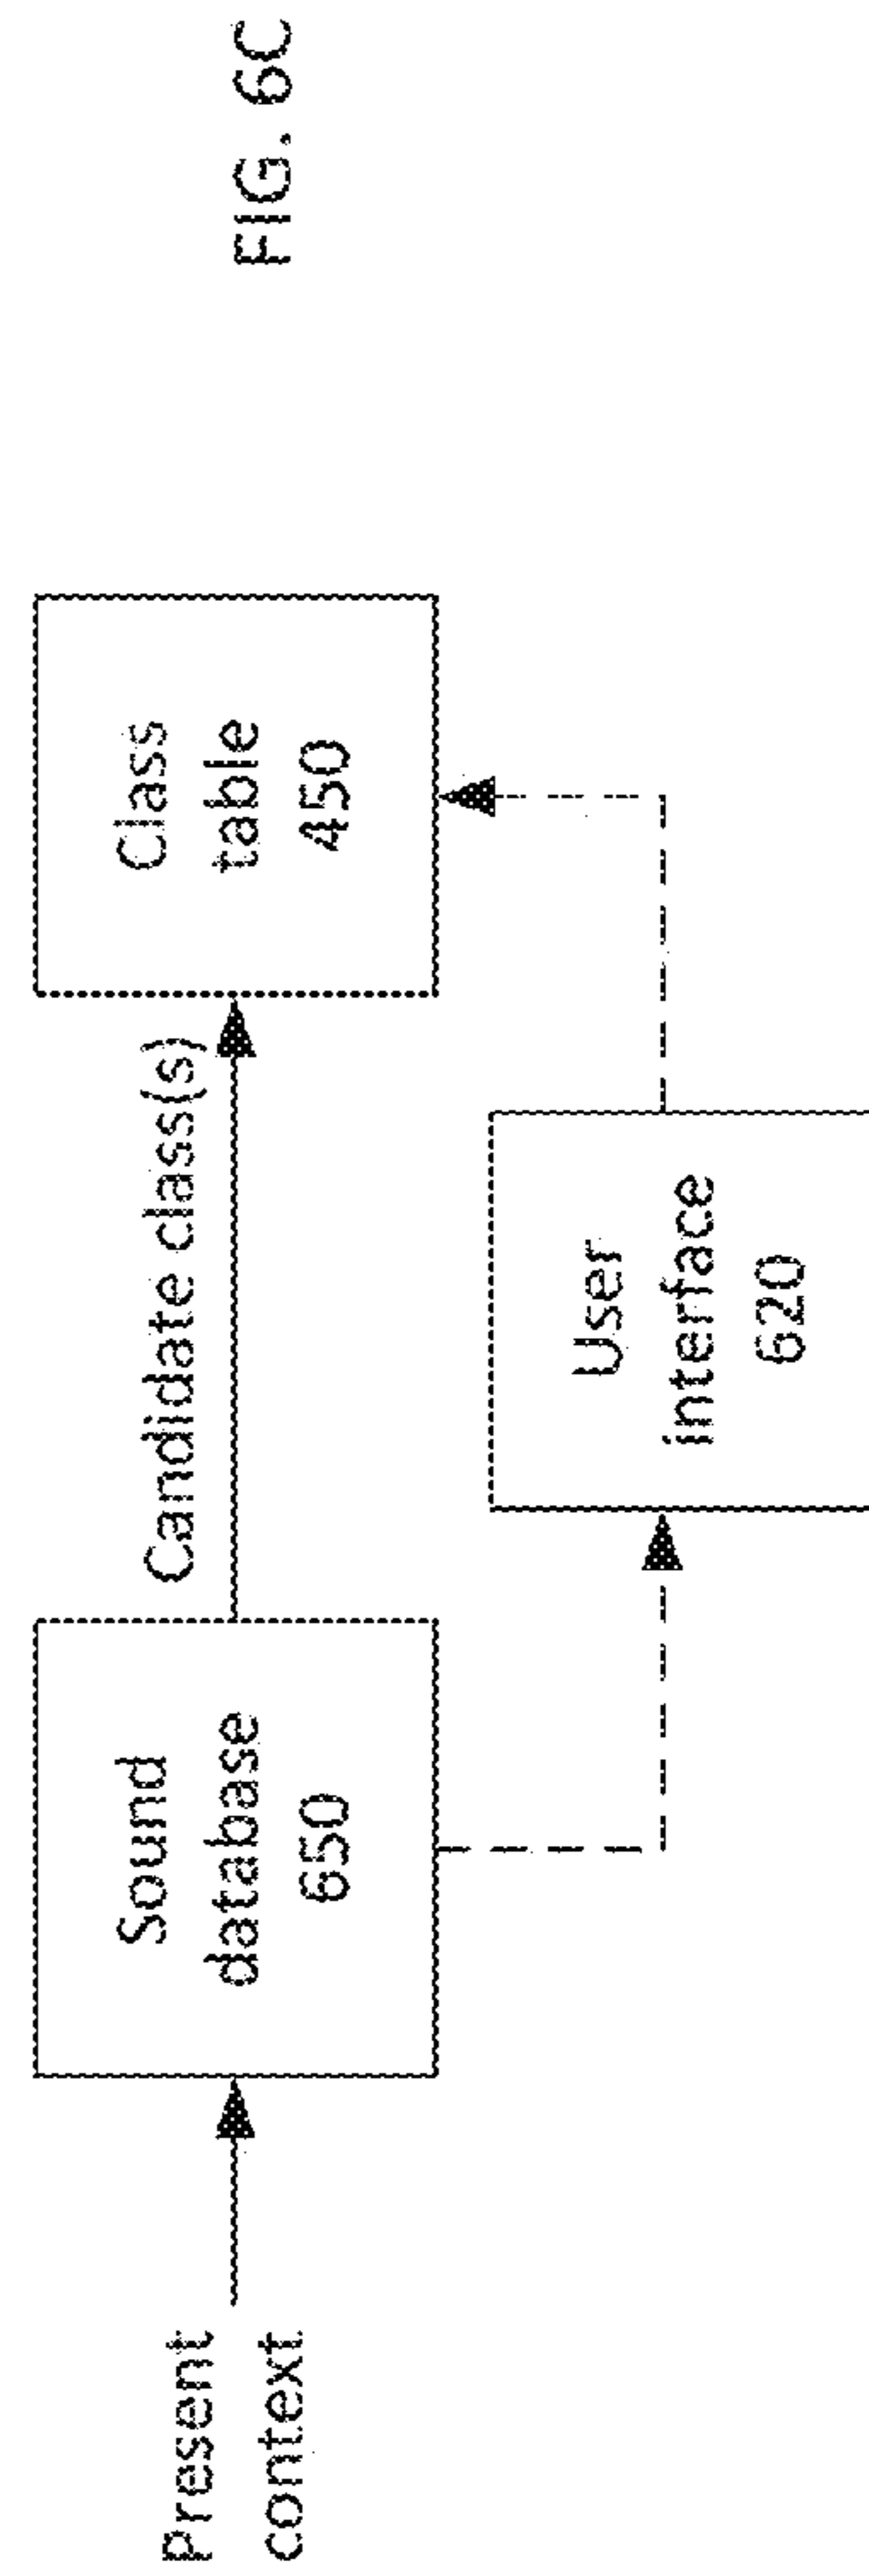 Present
context
Sound
database
650
Candidate class(s)
Class
table
450
User
interface
620
FIG. 6C